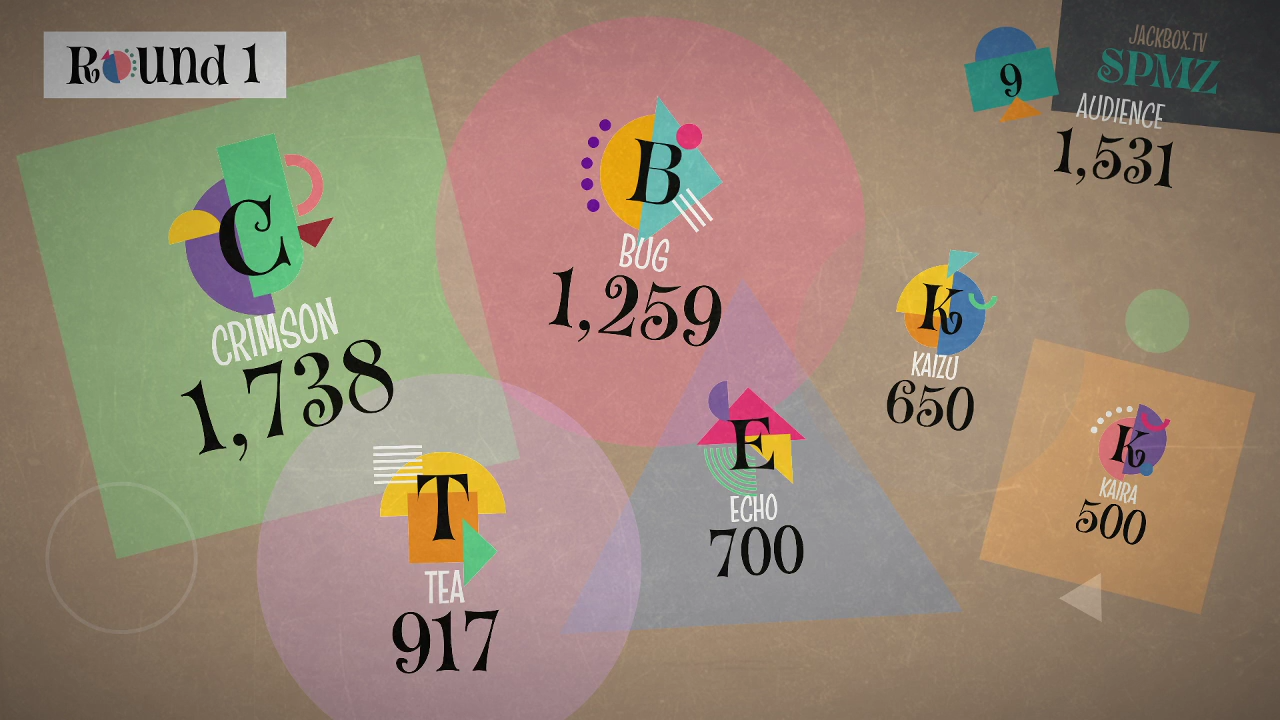 Round 1
JACKBOX.TV
SPMZ
9
AUDIENCE
1,531
C
CRIMSON
1,738
B
BUG
1,259
K
KAIZU
650
T
TEA
917
E
ECHO
700
K
KAIRA
500